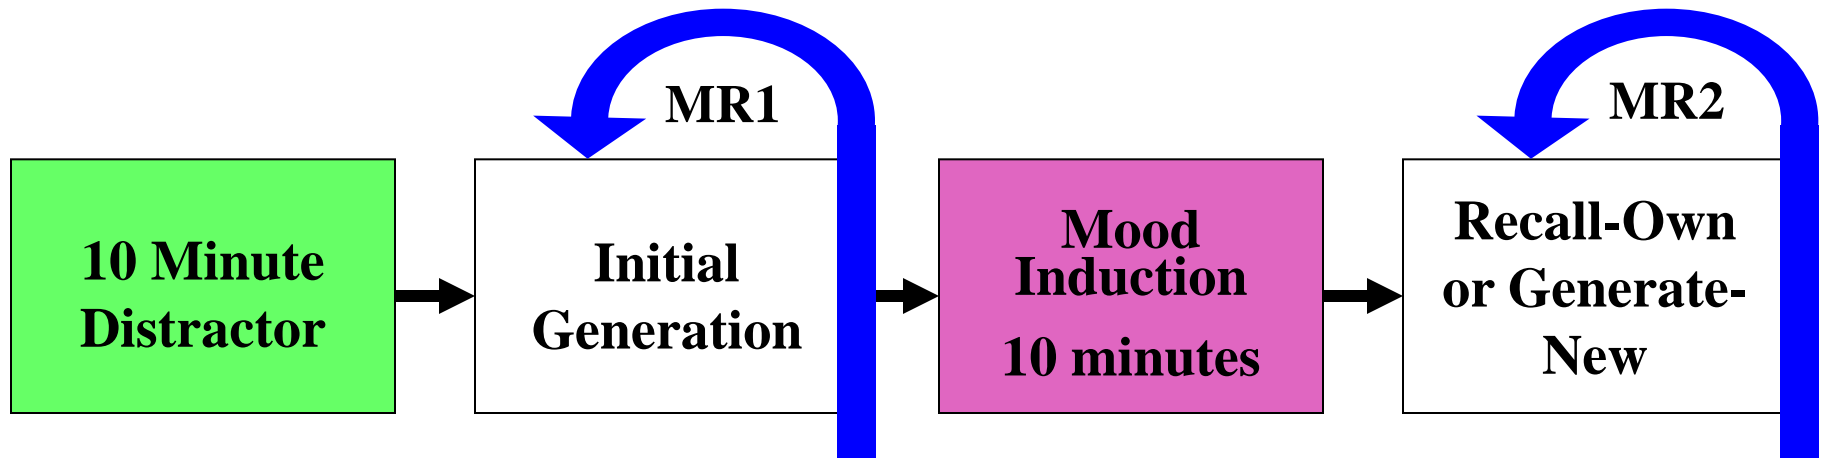 10 Minute
Distractor
MR1
Initial
Generation
Mood
Induction
10 minutes
MR2
Recall-Own
or Generate-
New